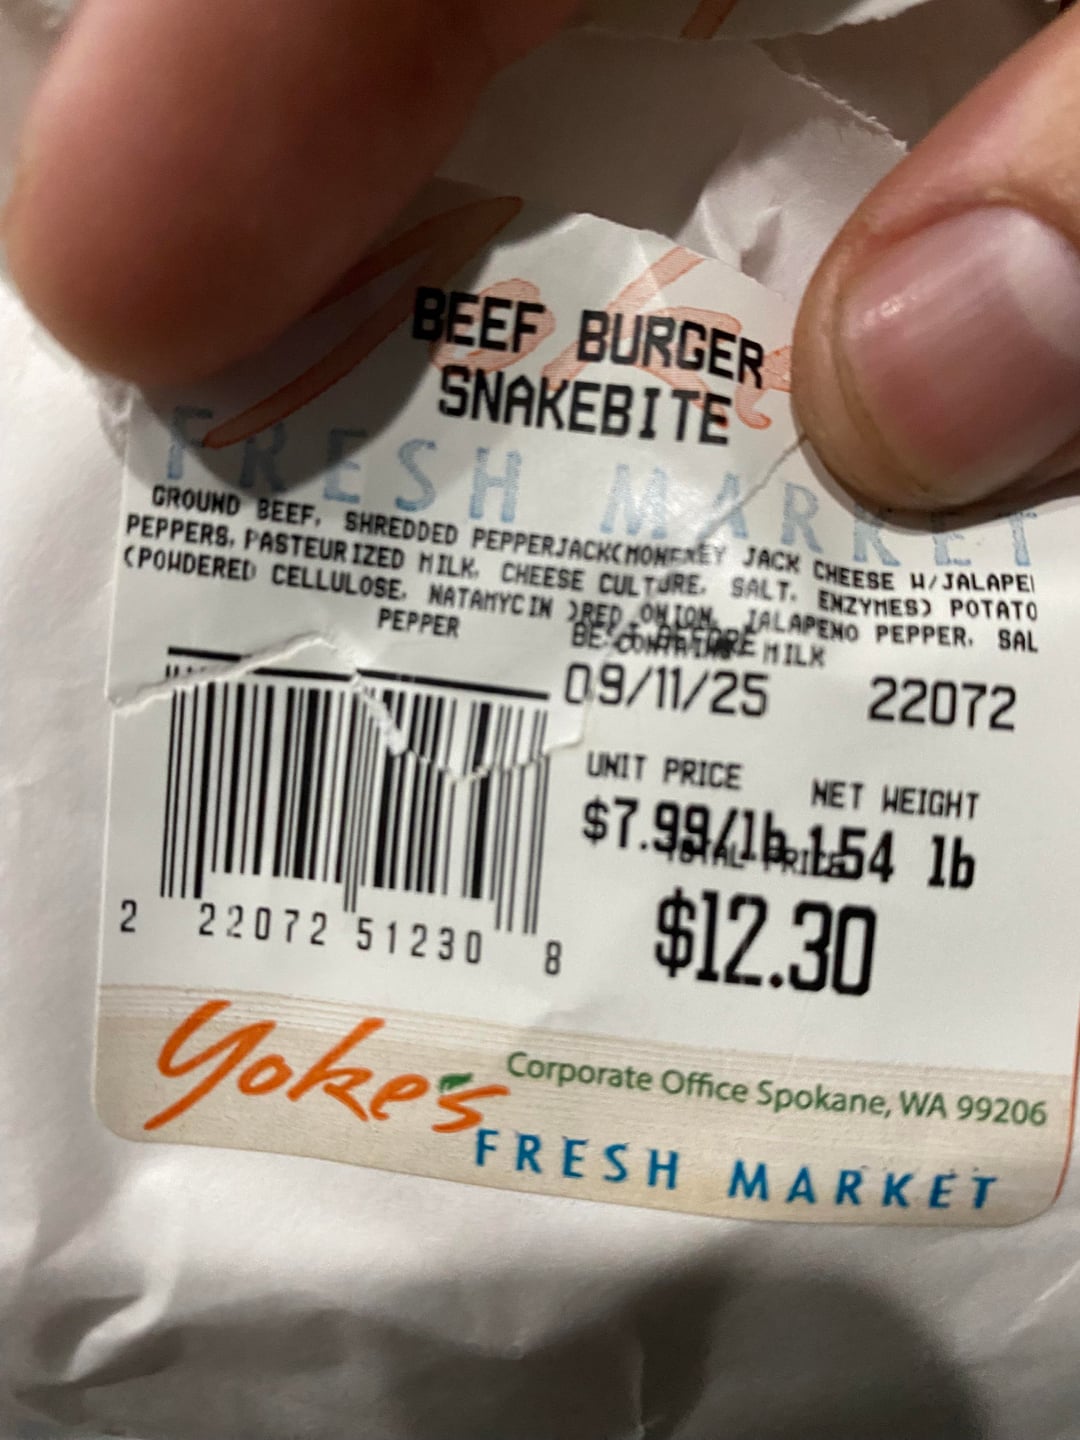 BEEF BURGER
SNAKEBITE
FRESH MARKET
GROUND BEEF, SHREDDED PEPPERJACK(MONEREY JACK CHEESE W/JALAPE
PEPPERS, PASTEURIZED MILK, CHEESE CULTURE, SALT, ENZYMES) POTATO
(POWDERED CELLULOSE, NATAMYCIN )RED ONION, JALAPENO PEPPER, SAL
PEPPER
BEST BEFORE
CONTAINS MILK
09/11/25 22072
UNIT PRICE NET WEIGHT
$7.99/lb 1.54 lb
TOTAL PRICE
$12.30
2 22072 51230 8
Yoke's
Corporate Office Spokane, WA 99206
FRESH MARKET